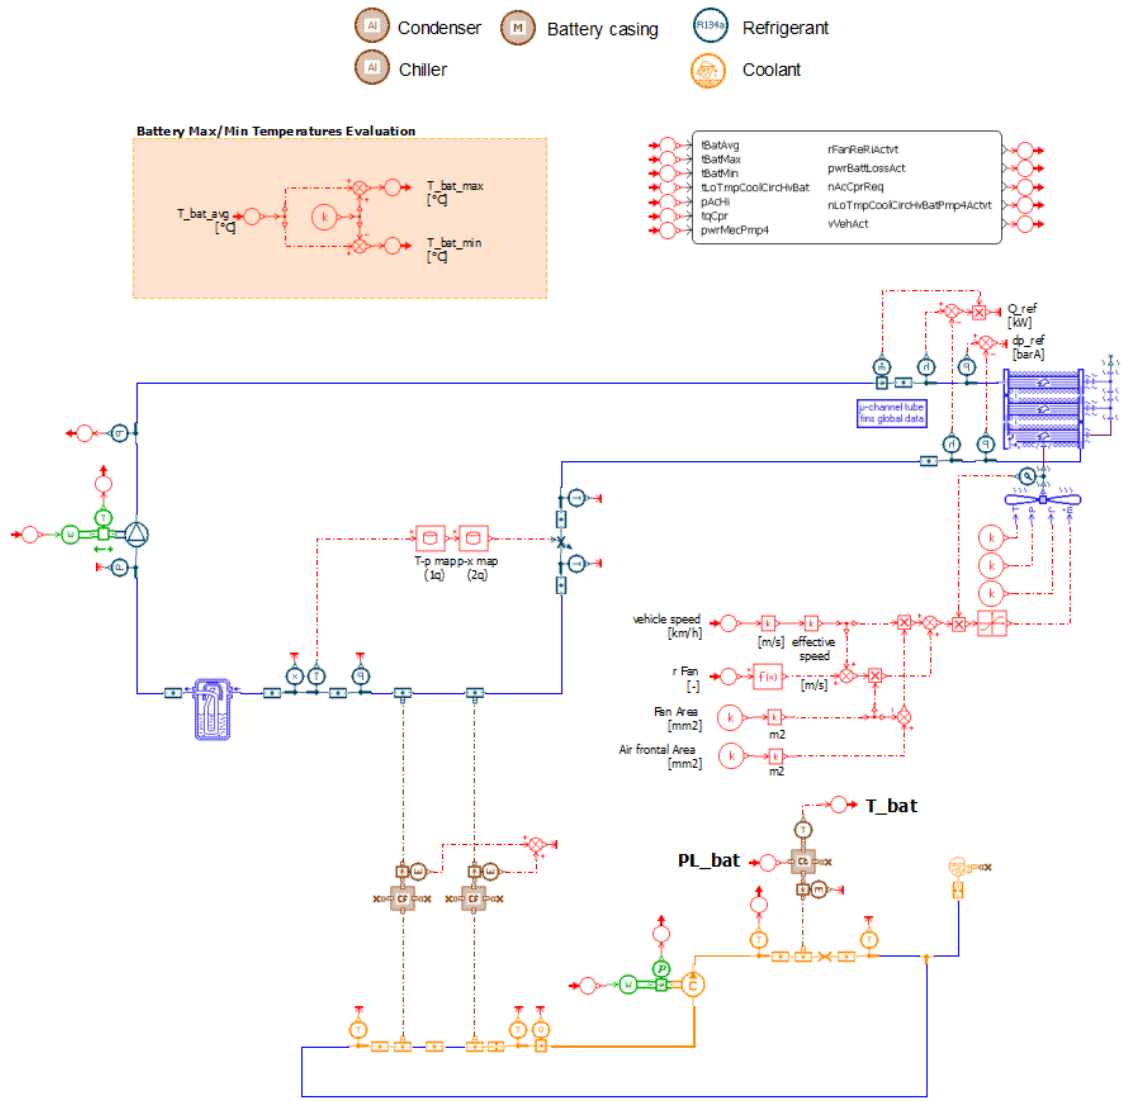 Al Condenser M Battery casing R134a Refrigerant
Al Chiller Coolant
Battery Max/Min Temperatures Evaluation
T_bat_avg
[°C]
k
T_bat_max
[°C]
T_bat_min
[°C]
tBatAvg
tBatMax
tBatMin
tLoTmpCoolCircHvBat
pAcHi
tqCpr
pwrMecPmp4
rFanReRlActvt
pwrBattLossAct
nAcCprReq
nLoTmpCoolCircHvBatPmp4Actvt
vVehAct
Q_ref
[kW]
dp_ref
[barA]
μ-channel tube
fins global data
T-p map
(1q)
p-x map
(2q)
vehicle speed
[km/h]
k
[m/s]
k
effective
speed
r Fan
[-]
f(x)
[m/s]
Fan Area
[mm2]
k
k
m2
Air frontal Area
[mm2]
k
k
m2
k
k
k
T_bat
PL_bat